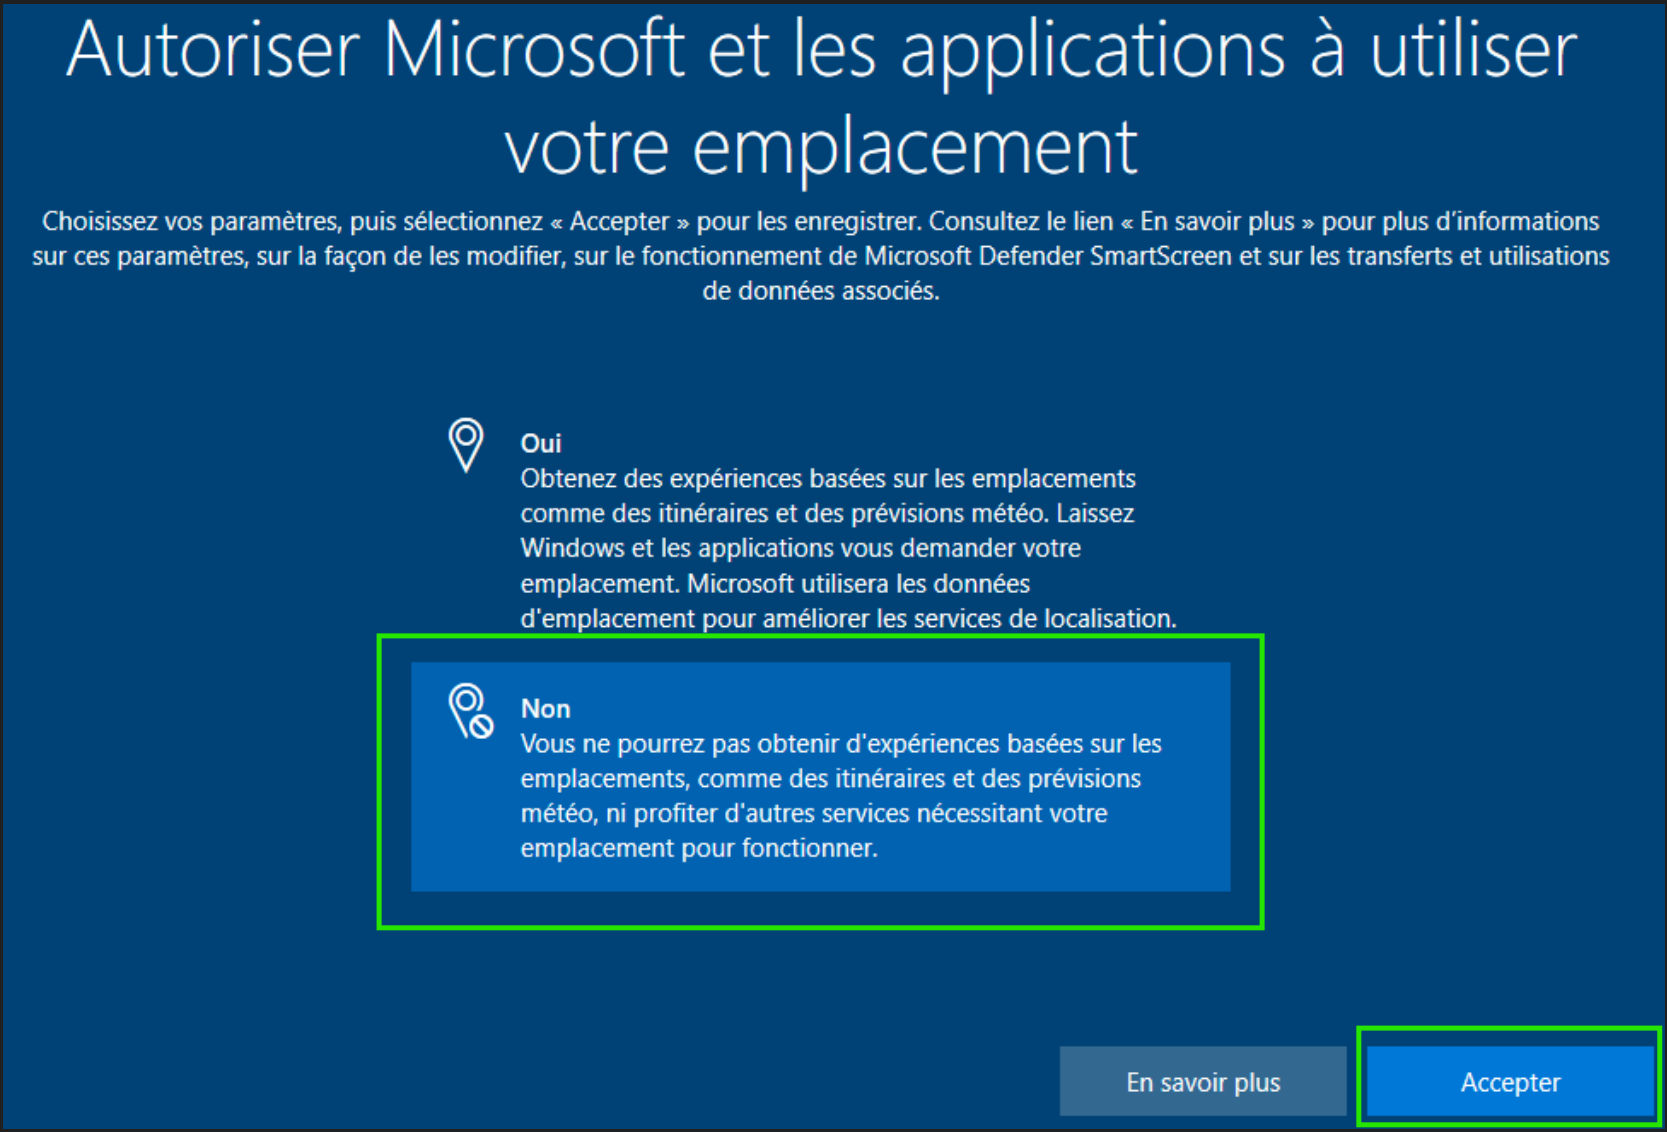 Autoriser Microsoft et les applications à utiliser
votre emplacement
Choisissez vos paramètres, puis sélectionnez « Accepter » pour les enregistrer. Consultez le lien « En savoir plus » pour plus d’informations
sur ces paramètres, sur la façon de les modifier, sur le fonctionnement de Microsoft Defender SmartScreen et sur les transferts et utilisations
de données associés.
Oui
Obtenez des expériences basées sur les emplacements
comme des itinéraires et des prévisions météo. Laissez
Windows et les applications vous demander votre
emplacement. Microsoft utilisera les données
d'emplacement pour améliorer les services de localisation.
Non
Vous ne pourrez pas obtenir d'expériences basées sur les
emplacements, comme des itinéraires et des prévisions
météo, ni profiter d'autres services nécessitant votre
emplacement pour fonctionner.
En savoir plus
Accepter